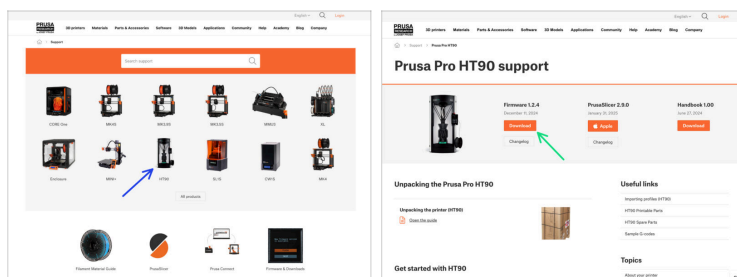 English
Login
PRUSA
RESEARCH
3D printers Materials Parts & Accessories Software 3D Models Applications Community Help Academy Blog Company
Support
Search support
CORE One MK4S MK3.9S MK3.5S MMU3 XL
Enclosure MINI+ HT90 SL1S CW1S MK4
All products
Filament Material Guide PrusaSlicer Prusa Connect Firmware & Downloads
English
Login
PRUSA
RESEARCH
3D printers Materials Parts & Accessories Software 3D Models Applications Community Help Academy Blog Company
Support Prusa Pro HT90
Prusa Pro HT90 support
Firmware 1.2.4 PrusaSlicer 2.9.0 Handbook 1.00
December 11, 2024 January 31, 2025 June 27, 2024
Download Apple Download
Changelog Changelog
Unpacking the Prusa Pro HT90
Unpacking the printer (HT90)
Open the guide
Get started with HT90
Useful links
Importing profiles (HT90)
HT90 Printable Parts
HT90 Spare Parts
Sample G-codes
Topics
About your printer